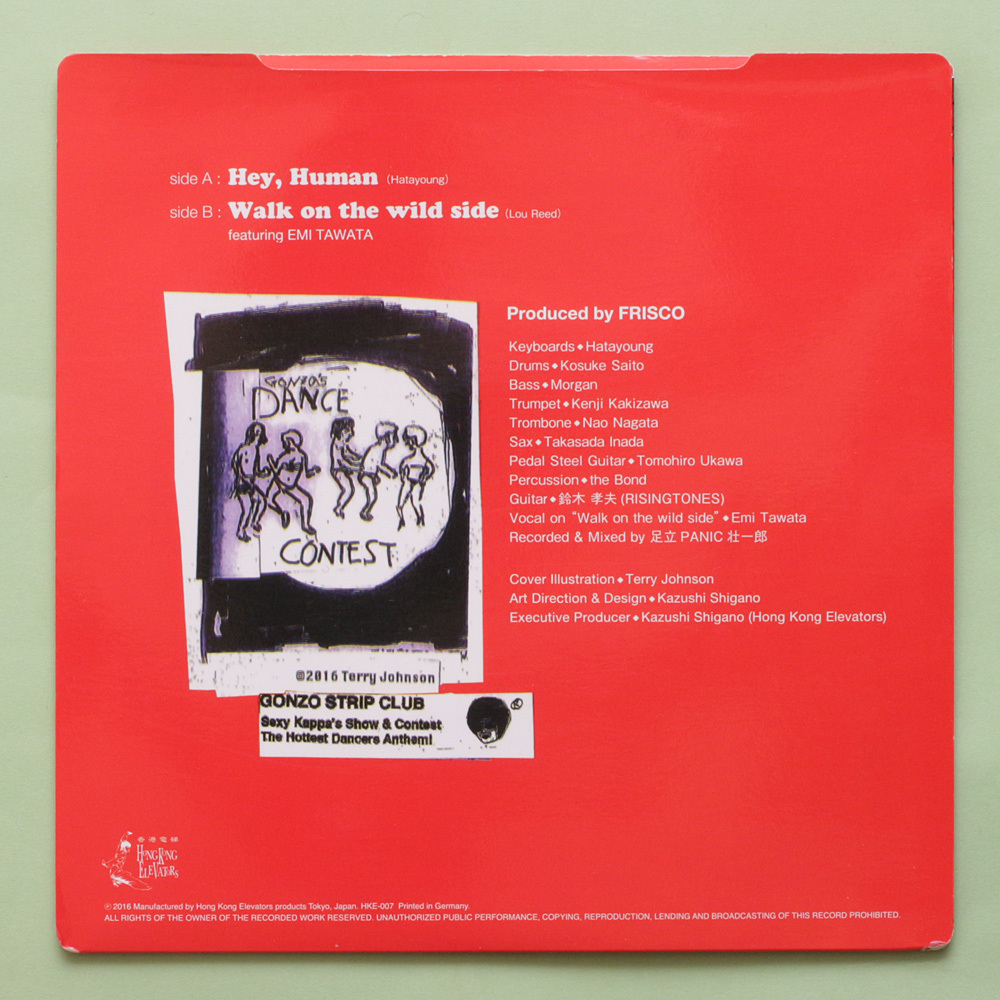 side A : Hey, Human (Hatayoung)
side B : Walk on the wild side (Lou Reed)
featuring EMI TAWATA
GONZO'S
DANCE
CONTEST
©2016 Terry Johnson
GONZO STRIP CLUB
Sexy Kappa's Show & Contest
The Hottest Dancers Anthem!
Produced by FRISCO
Keyboards◆Hatayoung
Drums◆Kosuke Saito
Bass◆Morgan
Trumpet◆Kenji Kakizawa
Trombone◆Nao Nagata
Sax◆Takasada Inada
Pedal Steel Guitar◆Tomohiro Ukawa
Percussion◆the Bond
Guitar◆鈴木 孝夫 (RISINGTONES)
Vocal on "Walk on the wild side"◆Emi Tawata
Recorded & Mixed by 足立 PANIC 壮一郎
Cover Illustration◆Terry Johnson
Art Direction & Design◆Kazushi Shigano
Executive Producer◆Kazushi Shigano (Hong Kong Elevators)
香港電梯
HONG KONG
ELEVATORS
℗ 2016 Manufactured by Hong Kong Elevators products Tokyo, Japan. HKE-007 Printed in Germany.
ALL RIGHTS OF THE OWNER OF THE RECORDED WORK RESERVED. UNAUTHORIZED PUBLIC PERFORMANCE, COPYING, REPRODUCTION, LENDING AND BROADCASTING OF THIS RECORD PROHIBITED.